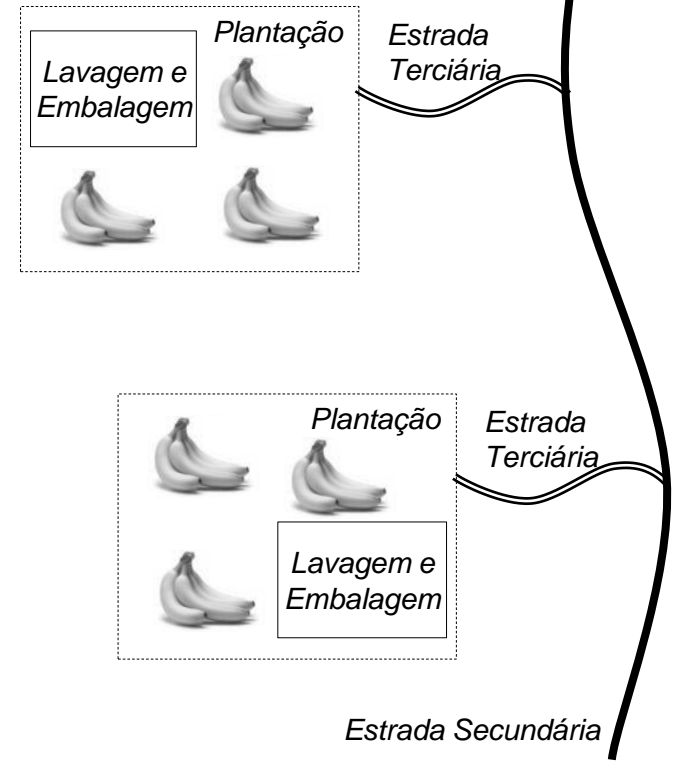 Plantação
Lavagem e
Embalagem
Estrada
Terciária
Plantação
Estrada
Terciária
Lavagem e
Embalagem
Estrada Secundária